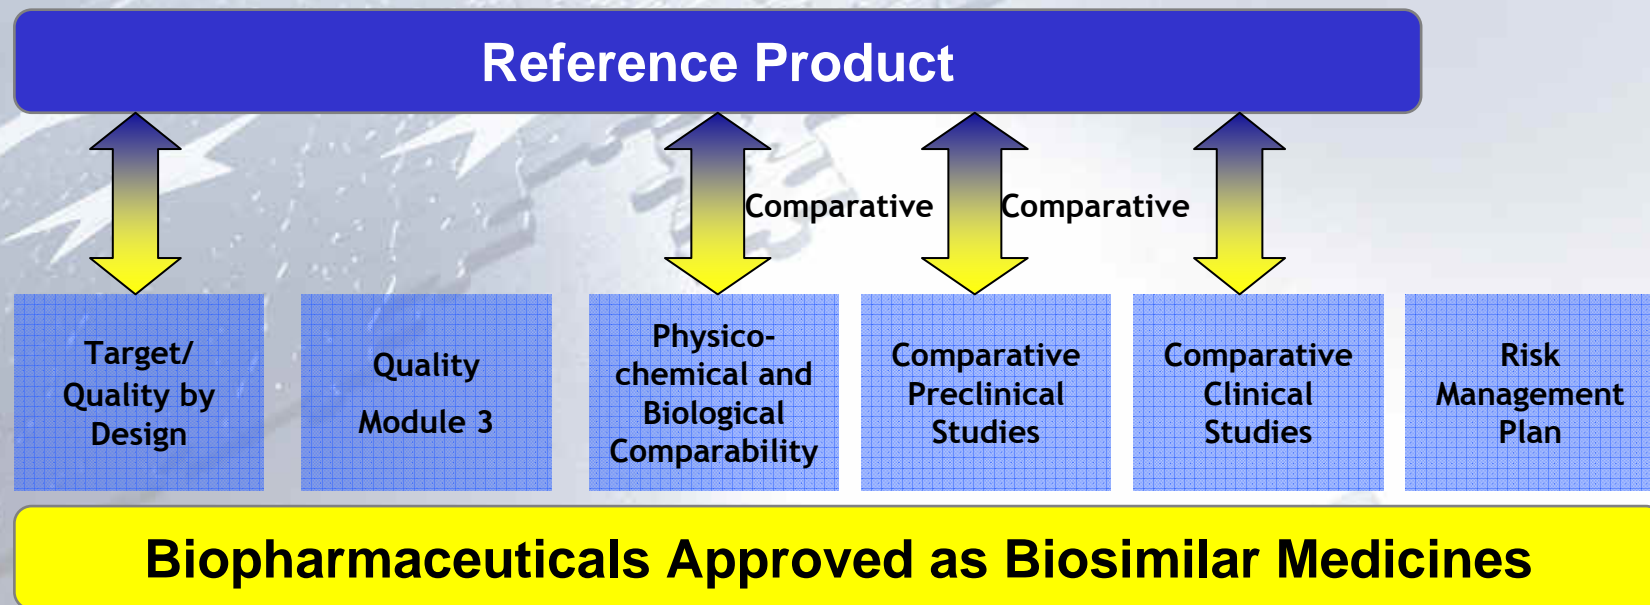 Reference Product
Comparative
Comparative
Target/
Quality by
Design
Quality
Module 3
Physico-
chemical and
Biological
Comparability
Comparative
Preclinical
Studies
Comparative
Clinical
Studies
Risk
Management
Plan
Biopharmaceuticals Approved as Biosimilar Medicines